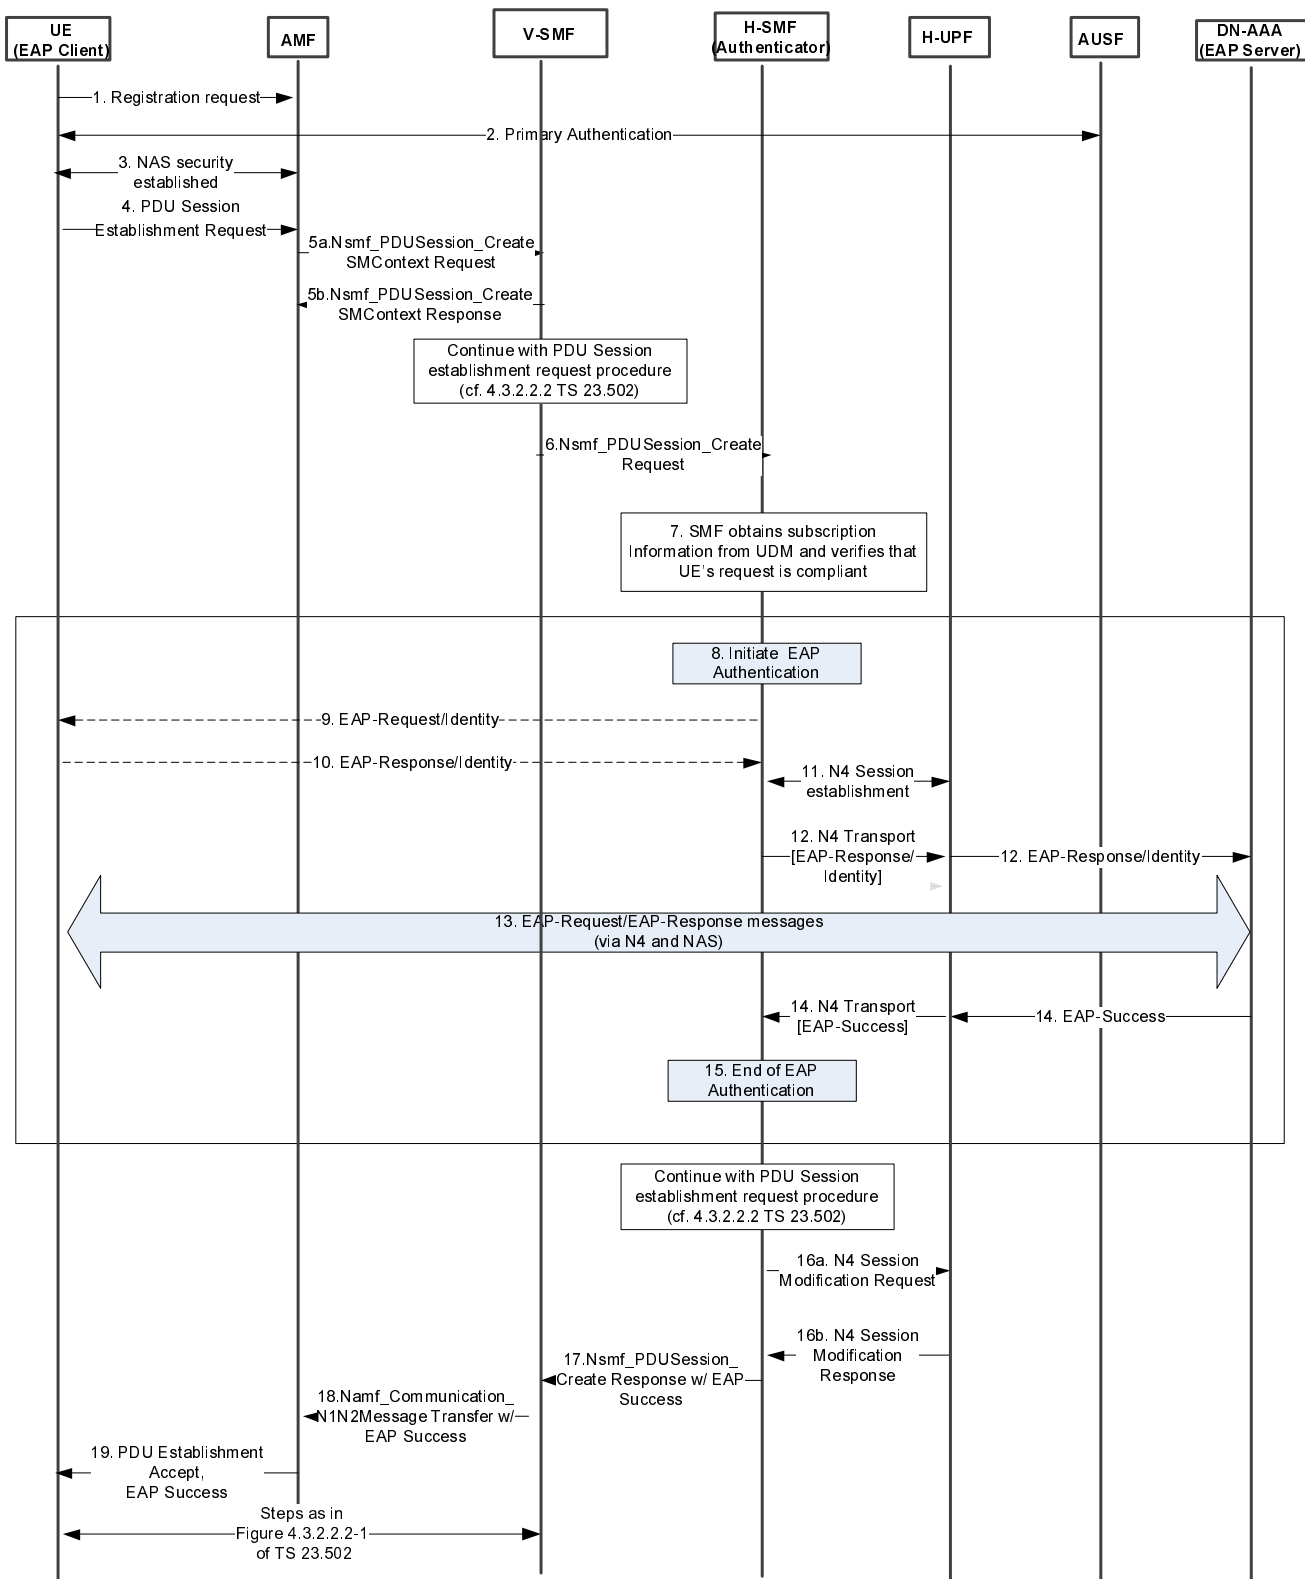 UE
(EAP Client)
AMF
V-SMF
H-SMF
(Authenticator)
H-UPF
AUSF
DN-AAA
(EAP Server)
1. Registration request
2. Primary Authentication
3. NAS security
established
4. PDU Session
Establishment Request
5a.Nsmf_PDUSession_Create
SMContext Request
5b.Nsmf_PDUSession_Create
SMContext Response
Continue with PDU Session
establishment request procedure
(cf. 4.3.2.2.2 TS 23.502)
6.Nsmf_PDUSession_Create
Request
7. SMF obtains subscription
Information from UDM and verifies that
UE's request is compliant
8. Initiate EAP
Authentication
9. EAP-Request/Identity
10. EAP-Response/Identity
11. N4 Session
establishment
12. N4 Transport
[EAP-Response/
Identity]
12. EAP-Response/Identity
13. EAP-Request/EAP-Response messages
(via N4 and NAS)
14. N4 Transport
[EAP-Success]
14. EAP-Success
15. End of EAP
Authentication
Continue with PDU Session
establishment request procedure
(cf. 4.3.2.2.2 TS 23.502)
16a. N4 Session
Modification Request
16b. N4 Session
Modification
Response
17.Nsmf_PDUSession_
Create Response w/ EAP
Success
18.Namf_Communication_
N1N2Message Transfer w/
EAP Success
19. PDU Establishment
Accept,
EAP Success
Steps as in
Figure 4.3.2.2.2-1
of TS 23.502